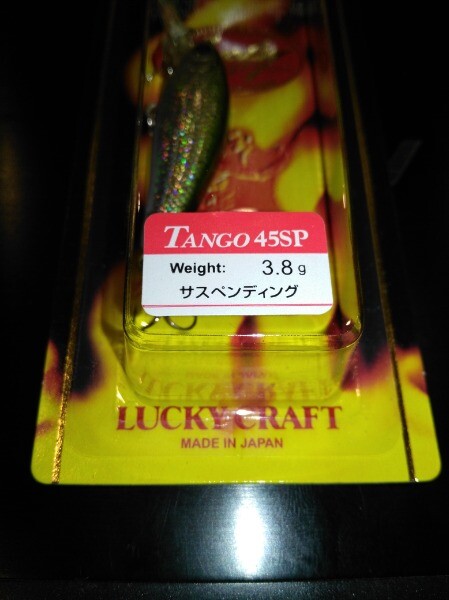 TANGO 45SP
Weight: 3.8g
サスペンディング
LUCKY CRAFT
MADE IN JAPAN